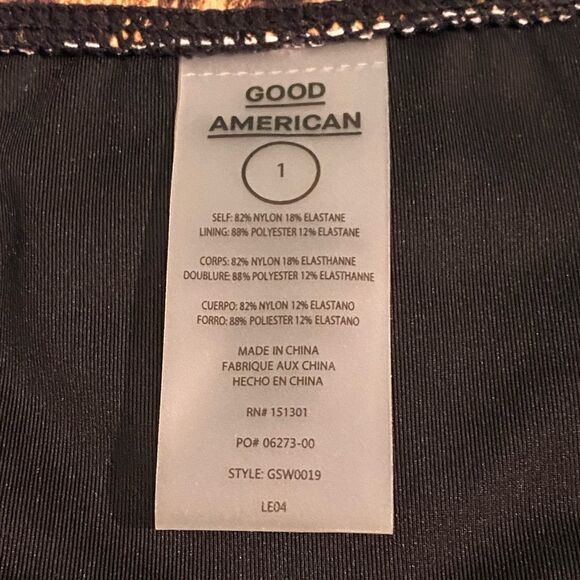 GOOD
AMERICAN
1
SELF: 82% NYLON 18% ELASTANE
LINING: 88% POLYESTER 12% ELASTANE
CORPS: 82% NYLON 18% ELASTHANNE
DOUBLURE: 88% POLYESTER 12% ELASTHANNE
CUERPO: 82% NYLON 12% ELASTANO
FORRO: 88% POLIESTER 12% ELASTANO
MADE IN CHINA
FABRIQUE AUX CHINA
HECHO EN CHINA
RN# 151301
PO# 06273-00
STYLE: GSW0019
LE04